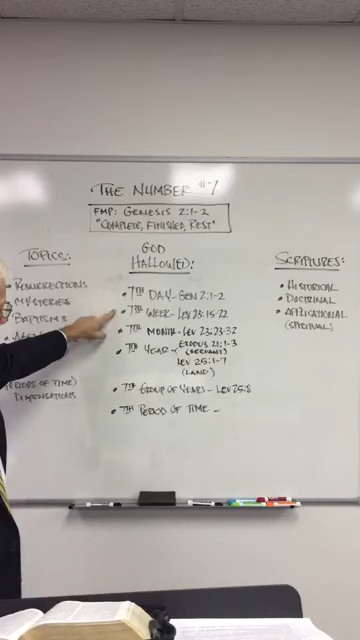 THE NUMBER #7
FMP: GENESIS 2:1-2
"COMPLETE, FINISHED, REST"
TOPICS:
RESURRECTIONS
MYSTERIES
BAPTISMS
(PERIODS OF TIME)
DISPENSATIONS
GOD
HALLOWED:
• 7TH DAY - GEN 2:1-2
• 7TH WEEK - LEV 23:15-22
• 7TH MONTH - LEV 23:23-32
• 7TH YEAR - EXODUS 21:1-3
(SERVANT)
LEV 25:1-7
(LAND)
• 7TH GROUP OF YEARS - LEV 25:8
• 7TH PERIOD OF TIME -
SCRIPTURES:
• HISTORICAL
• DOCTRINAL
• APPLICATIONAL
(SPIRITUAL)